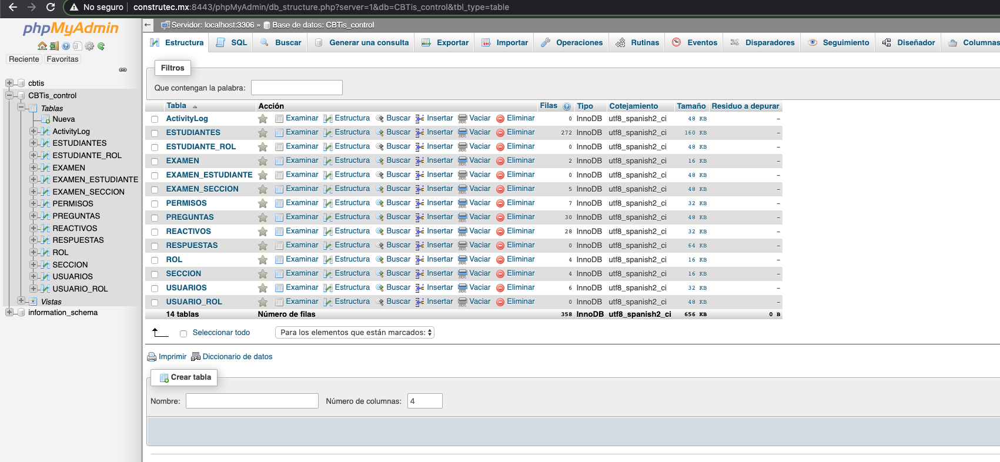 No seguro construtec.mx:8443/phpMyAdmin/db_structure.php?server=1&db=CBTis_control&tbl_type=table
phpMyAdmin
Reciente Favoritas
cbtis
CBTis_control
Tablas
Nueva
ActivityLog
ESTUDIANTES
ESTUDIANTE_ROL
EXAMEN
EXAMEN_ESTUDIANTE
EXAMEN_SECCION
PERMISOS
PREGUNTAS
REACTIVOS
RESPUESTAS
ROL
SECCION
USUARIOS
USUARIO_ROL
Vistas
information_schema
Servidor: localhost:3306 » Base de datos: CBTis_control
Estructura SQL Buscar Generar una consulta Exportar Importar Operaciones Rutinas Eventos Disparadores Seguimiento Diseñador Columnas
Filtros
Que contengan la palabra:
Tabla Acción Filas Tipo Cotejamiento Tamaño Residuo a depurar
ActivityLog Examinar Estructura Buscar Insertar Vaciar Eliminar 0 InnoDB utf8_spanish2_ci 48 KB –
ESTUDIANTES Examinar Estructura Buscar Insertar Vaciar Eliminar 272 InnoDB utf8_spanish2_ci 160 KB –
ESTUDIANTE_ROL Examinar Estructura Buscar Insertar Vaciar Eliminar 0 InnoDB utf8_spanish2_ci 48 KB –
EXAMEN Examinar Estructura Buscar Insertar Vaciar Eliminar 2 InnoDB utf8_spanish2_ci 16 KB –
EXAMEN_ESTUDIANTE Examinar Estructura Buscar Insertar Vaciar Eliminar 0 InnoDB utf8_spanish2_ci 48 KB –
EXAMEN_SECCION Examinar Estructura Buscar Insertar Vaciar Eliminar 5 InnoDB utf8_spanish2_ci 48 KB –
PERMISOS Examinar Estructura Buscar Insertar Vaciar Eliminar 7 InnoDB utf8_spanish2_ci 32 KB –
PREGUNTAS Examinar Estructura Buscar Insertar Vaciar Eliminar 30 InnoDB utf8_spanish2_ci 48 KB –
REACTIVOS Examinar Estructura Buscar Insertar Vaciar Eliminar 28 InnoDB utf8_spanish2_ci 32 KB –
RESPUESTAS Examinar Estructura Buscar Insertar Vaciar Eliminar 0 InnoDB utf8_spanish2_ci 64 KB –
ROL Examinar Estructura Buscar Insertar Vaciar Eliminar 4 InnoDB utf8_spanish2_ci 16 KB –
SECCION Examinar Estructura Buscar Insertar Vaciar Eliminar 4 InnoDB utf8_spanish2_ci 16 KB –
USUARIOS Examinar Estructura Buscar Insertar Vaciar Eliminar 6 InnoDB utf8_spanish2_ci 32 KB –
USUARIO_ROL Examinar Estructura Buscar Insertar Vaciar Eliminar 0 InnoDB utf8_spanish2_ci 48 KB –
14 tablas Número de filas 358 InnoDB utf8_spanish2_ci 656 KB 0 B
Seleccionar todo Para los elementos que están marcados:
Imprimir Diccionario de datos
Crear tabla
Nombre: Número de columnas: 4